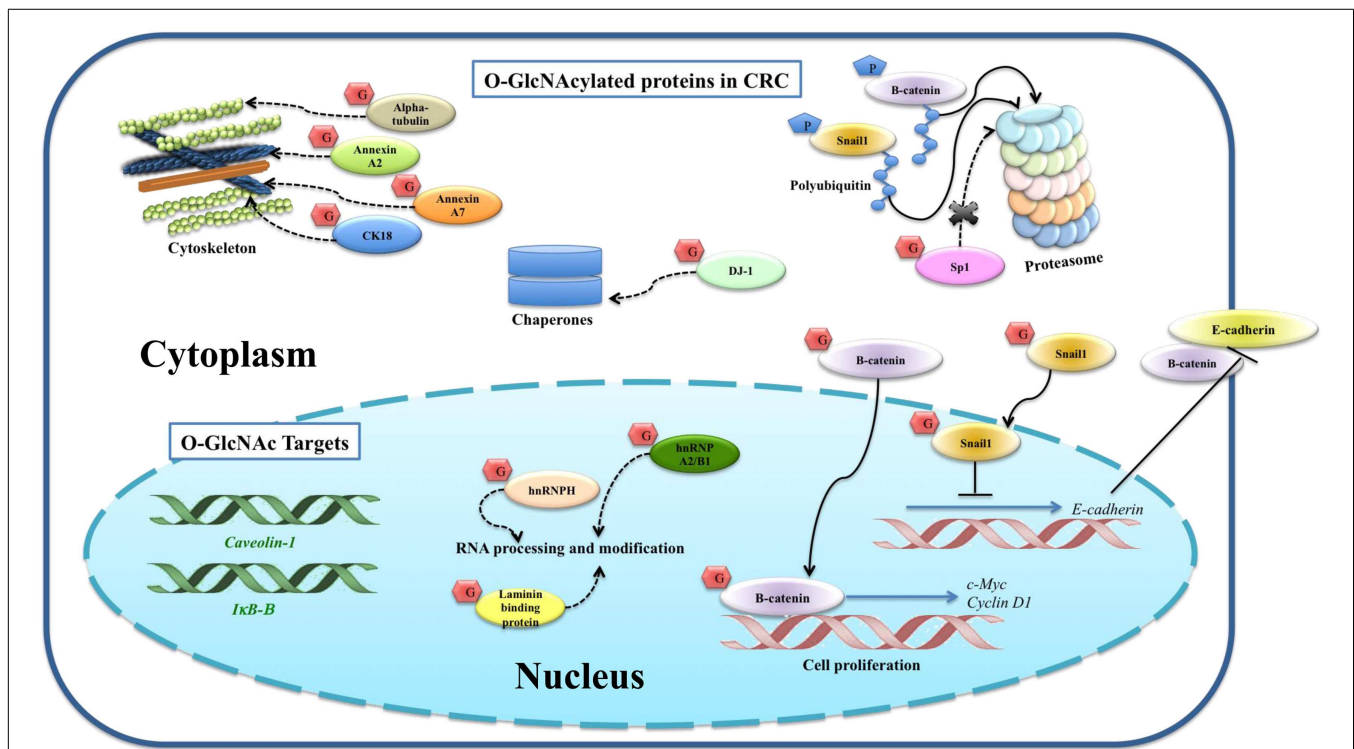 O-GlcNAcylated proteins in CRC
G
Alpha-
tubulin
G
Annexin
A2
G
Annexin
A7
G
CK18
Cytoskeleton
P
B-catenin
P
Snail1
Polyubiquitin
G
Sp1
Proteasome
G
DJ-1
Chaperones
Cytoplasm
G
B-catenin
G
Snail1
E-cadherin
B-catenin
O-GlcNAc Targets
Caveolin-1
IκB-B
G
hnRNP
A2/B1
G
hnRNPH
RNA processing and modification
G
Laminin
binding
protein
G
Snail1
E-cadherin
G
B-catenin
c-Myc
Cyclin D1
Cell proliferation
Nucleus